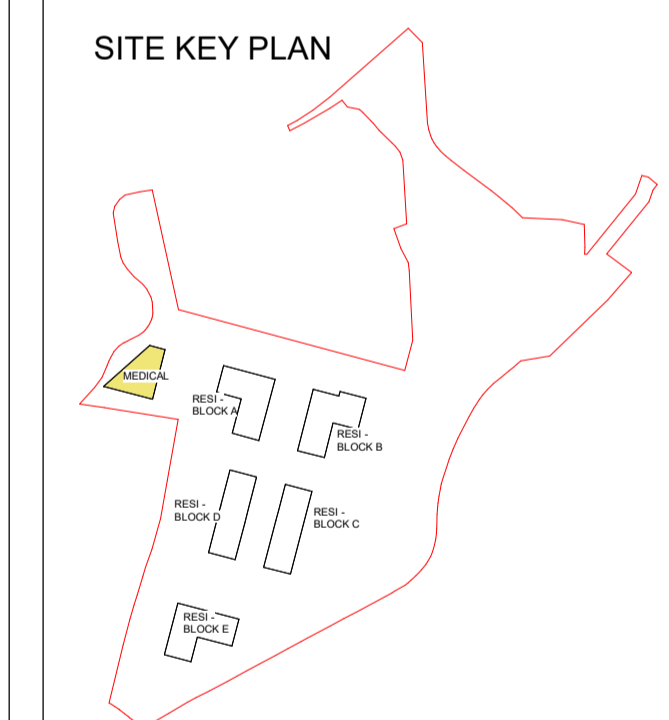 SITE KEY PLAN
MEDICAL
RESI -
BLOCK A
RESI -
BLOCK B
RESI -
BLOCK D
RESI -
BLOCK C
RESI -
BLOCK E